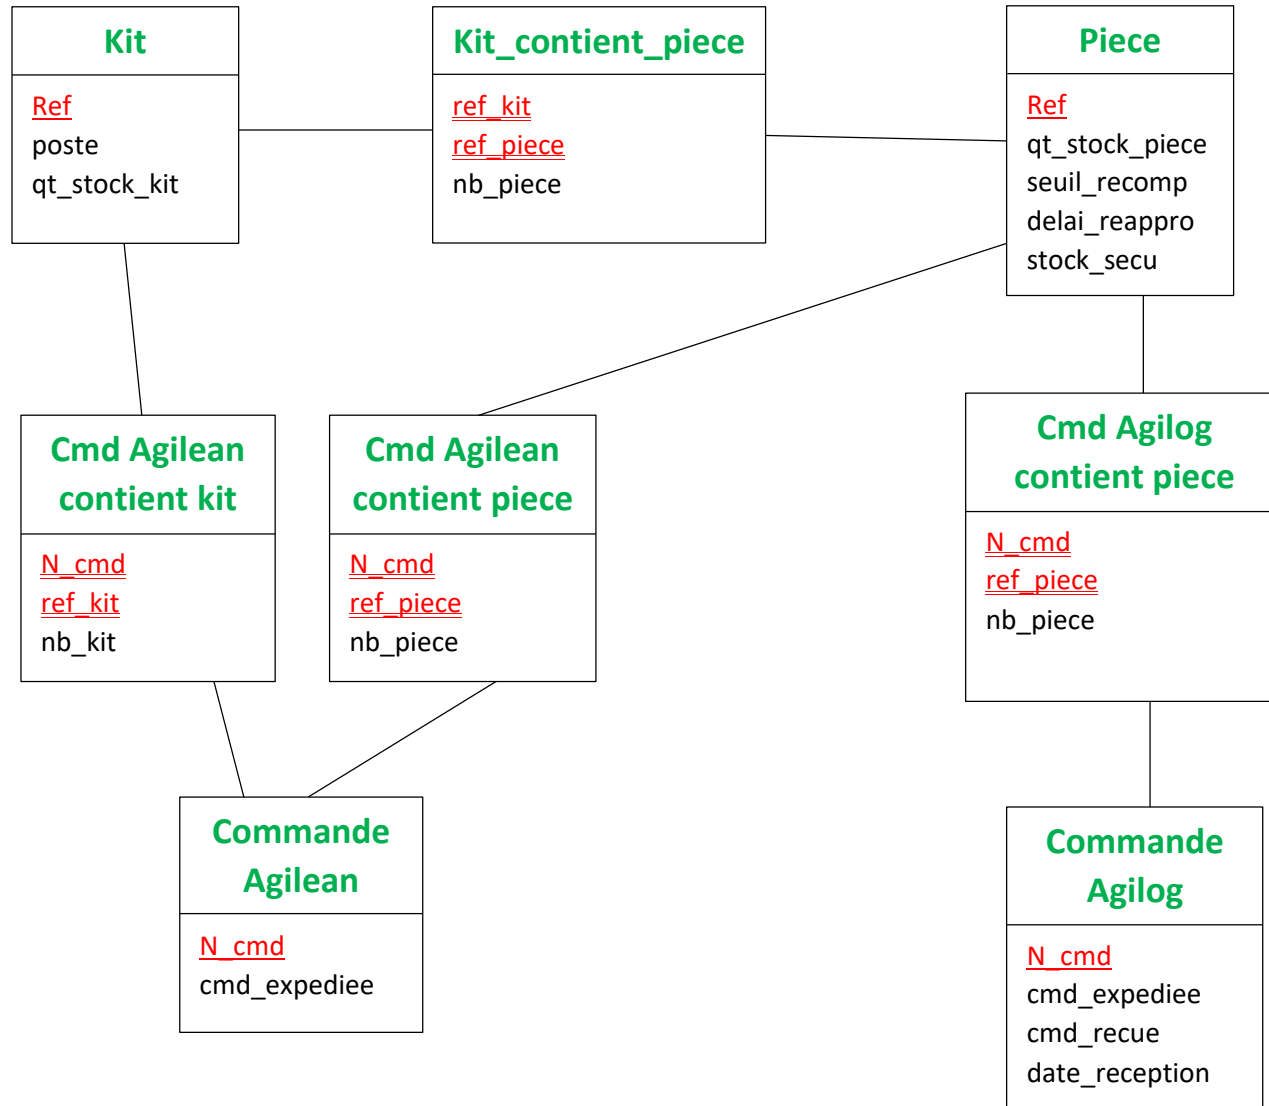 Kit
Ref
poste
qt_stock_kit
Kit_contient_piece
ref_kit
ref_piece
nb_piece
Piece
Ref
qt_stock_piece
seuil_recomp
delai_reappro
stock_secu
Cmd Agilean
contient kit
N_cmd
ref_kit
nb_kit
Cmd Agilean
contient piece
N_cmd
ref_piece
nb_piece
Cmd Agilog
contient piece
N_cmd
ref_piece
nb_piece
Commande
Agilean
N_cmd
cmd_expediee
Commande
Agilog
N_cmd
cmd_expediee
cmd_recue
date_reception